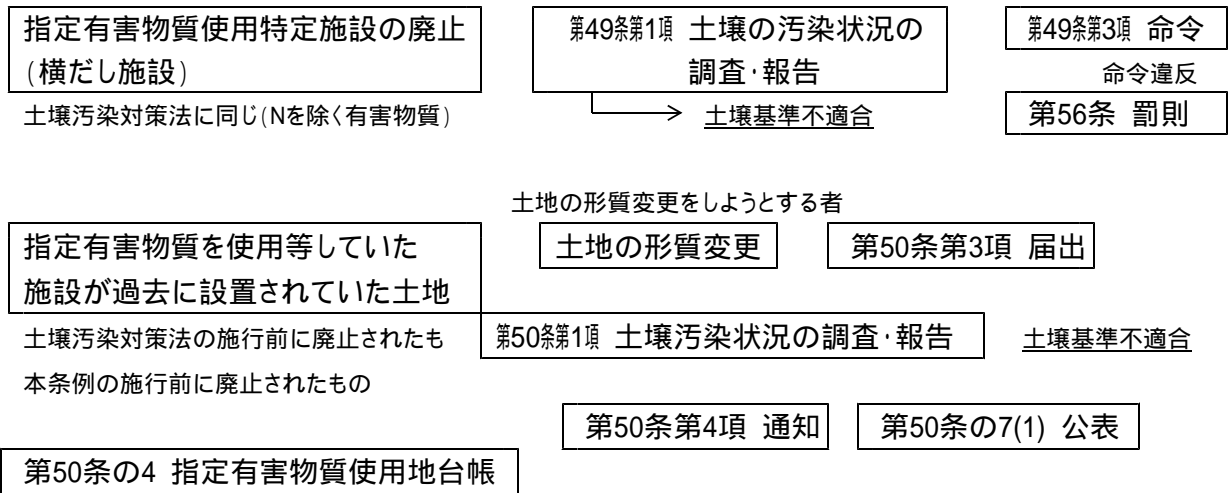 指定有害物質使用特定施設の廃止
(横だし施設)
土壌汚染対策法に同じ(Nを除く有害物質)
第49条第1項 土壌の汚染状況の
調査・報告
土壌基準不適合
第49条第3項 命令
命令違反
第56条 罰則
土地の形質変更をしようとする者
指定有害物質を使用等していた
施設が過去に設置されていた土地
土地の形質変更
第50条第3項 届出
土壌汚染対策法の施行前に廃止されたも
本条例の施行前に廃止されたもの
第50条第1項 土壌汚染状況の調査・報告
土壌基準不適合
第50条第4項 通知
第50条の7(1) 公表
第50条の4 指定有害物質使用地台帳